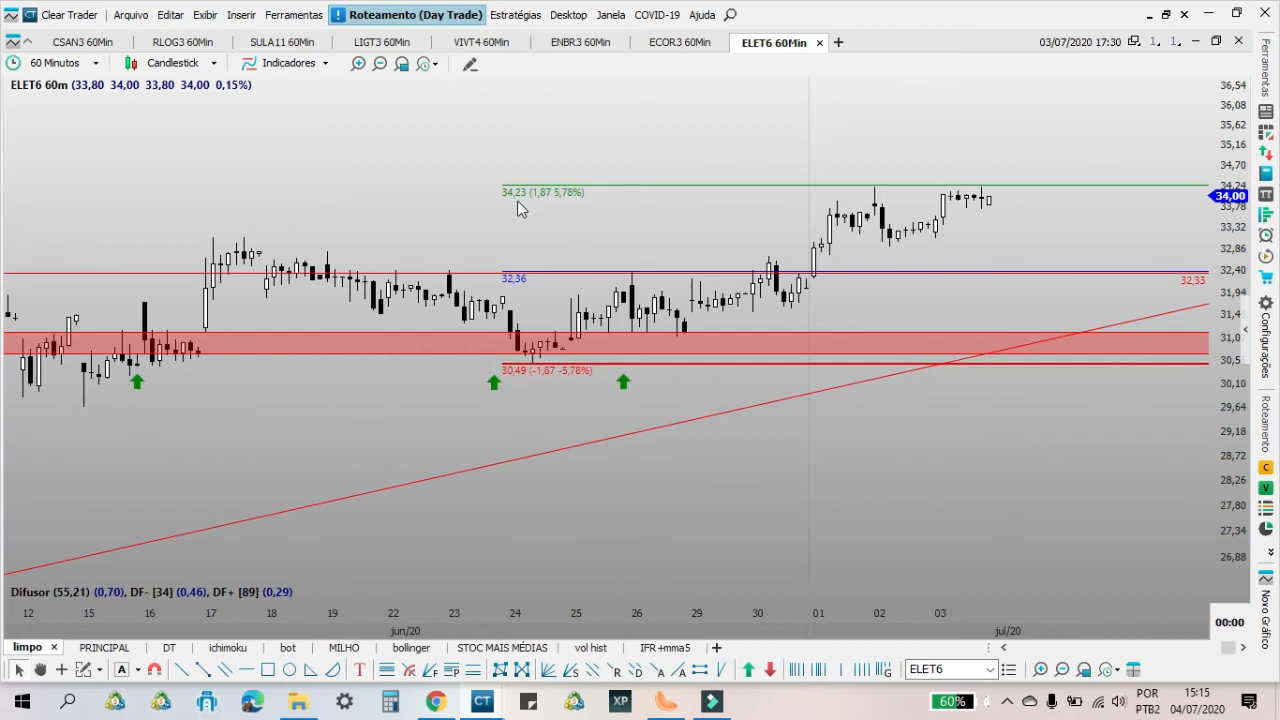 Clear Trader Arquivo Editar Exibir Inserir Ferramentas Roteamento (Day Trade) Estratégias Desktop Janela COVID-19 Ajuda
CSAN3 60Min RLOG3 60Min SULA11 60Min LIGT3 60Min VIVT4 60Min ENBR3 60Min ECOR3 60Min ELET6 60Min 03/07/2020 17:30
60 Minutos Candlestick Indicadores
ELET6 60m (33,80 34,00 33,80 34,00 0,15%)
36,54
36,08
35,62
35,16
34,70
34,24
34,23 (1,87 5,78%)
34,00
33,78
33,32
32,86
32,40
32,36
32,33
31,94
30,49 (-1,87 -5,78%)
30,10
29,64
29,18
28,72
28,26
27,80
27,34
26,88
Difusor (55,21) (0,70), DF- [34] (0,46), DF+ [89] (0,29)
12 15 16 17 18 19 22 23 24 25 26 29 30 01 02 03
jun/20 jul/20
00:00
Ferramentas
Configurações
Roteamento
C
V
Novo Gráfico
limpo PRINCIPAL DT ichimoku bot MILHO bollinger STOC MAIS MÉDIAS vol hist IFR +mma5
ELET6
CT XP 60% POR 5:15
PTB2 04/07/2020